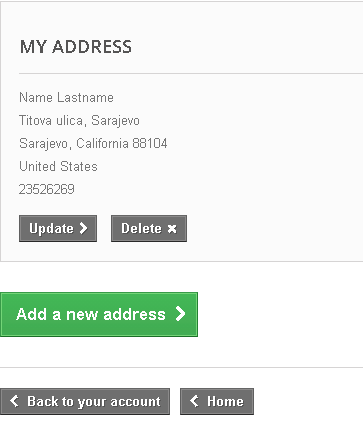 MY ADDRESS
Name Lastname
Titova ulica, Sarajevo
Sarajevo, California 88104
United States
23526269
Update
Delete
Add a new address
Back to your account
Home